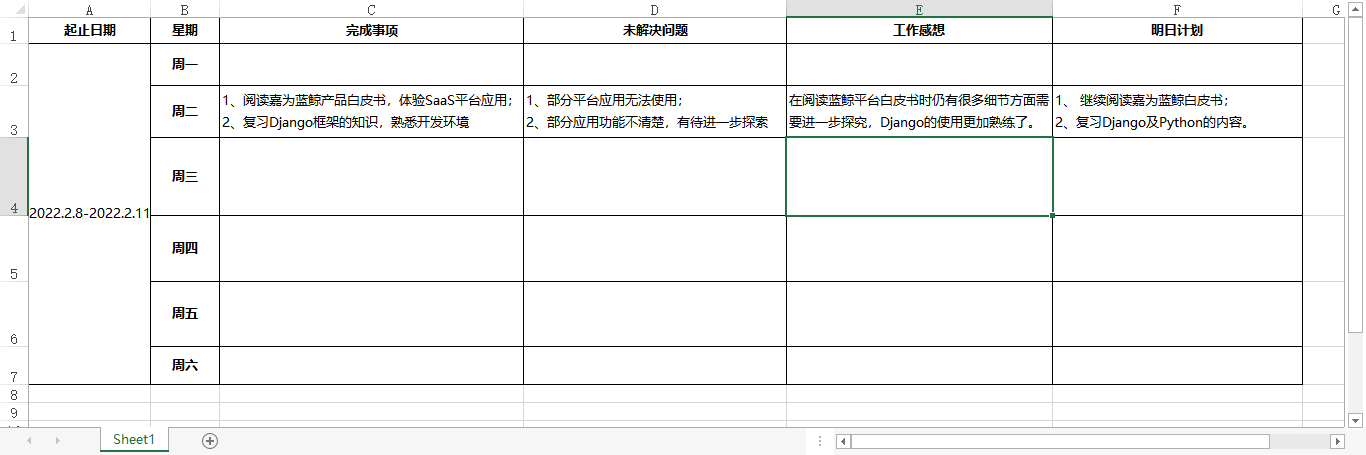 A B C D E F G
1 起止日期 星期 完成事项 未解决问题 工作感想 明日计划
2 周一
3 周二
1、阅读嘉为蓝鲸产品白皮书，体验SaaS平台应用；
2、复习Django框架的知识，熟悉开发环境
1、部分平台应用无法使用；
2、部分应用功能不清楚，有待进一步探索
在阅读蓝鲸平台白皮书时仍有很多细节方面需
要进一步探究，Django的使用更加熟练了。
1、 继续阅读嘉为蓝鲸白皮书；
2、复习Django及Python的内容。
4 周三
2022.2.8-2022.2.11
5 周四
6 周五
7 周六
8
9
Sheet1